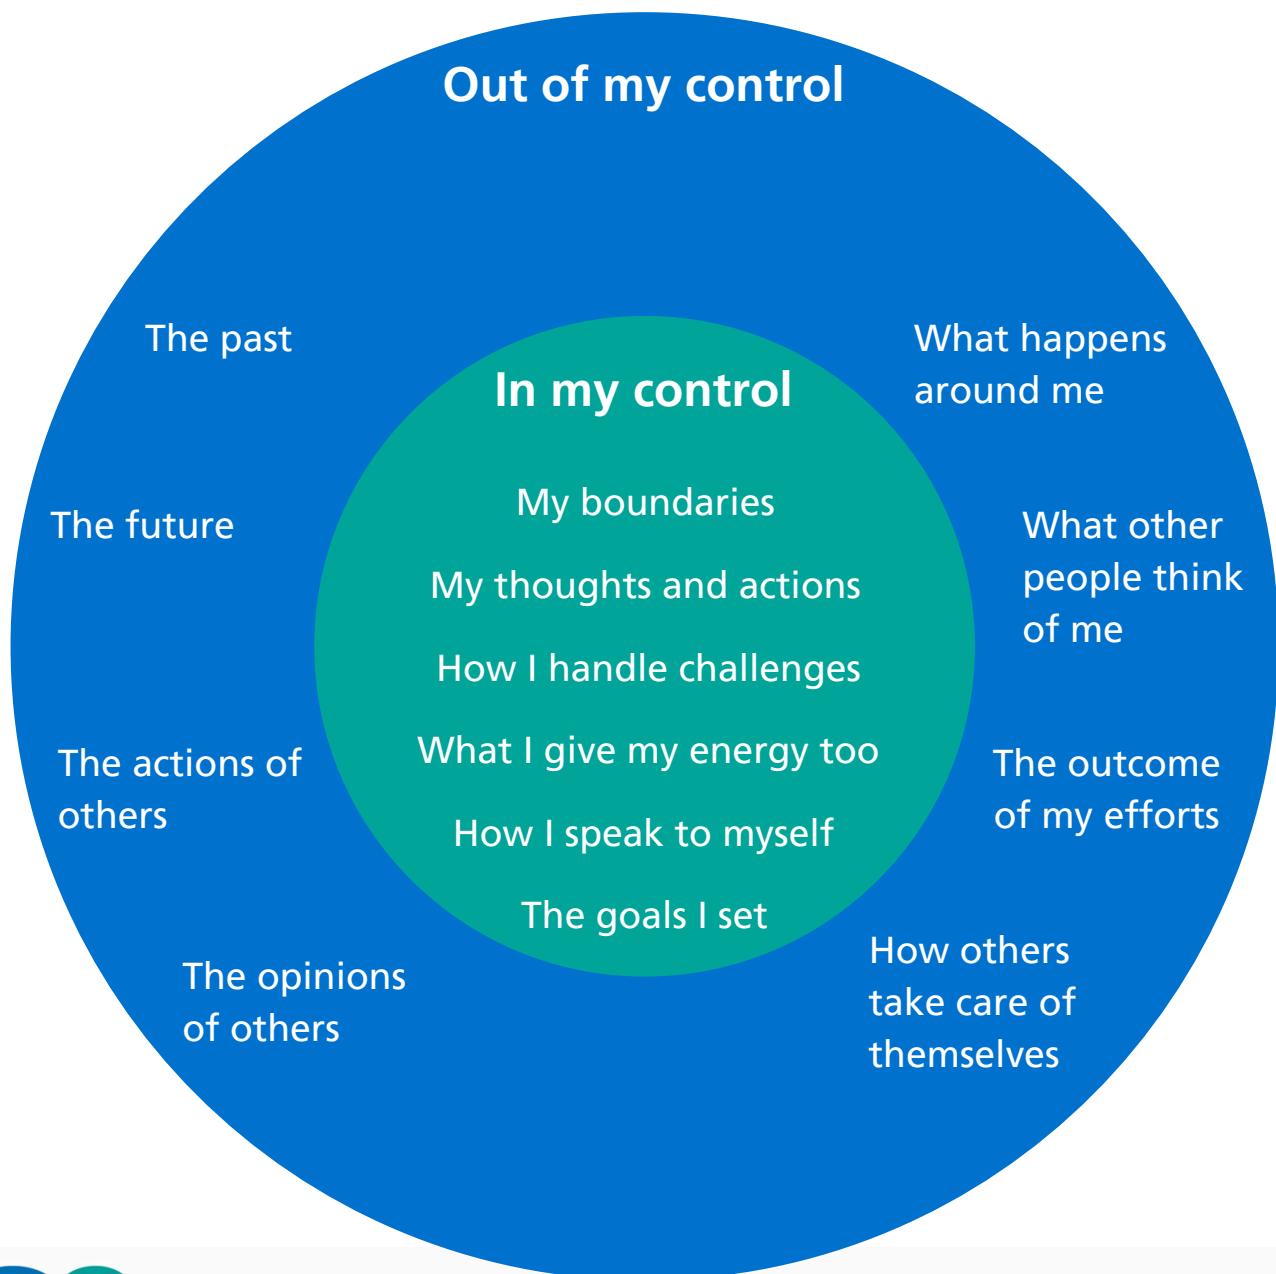 Out of my control
The past
The future
The actions of
others
The opinions
of others
In my control
My boundaries
My thoughts and actions
How I handle challenges
What I give my energy too
How I speak to myself
The goals I set
What happens
around me
What other
people think
of me
The outcome
of my efforts
How others
take care of
themselves